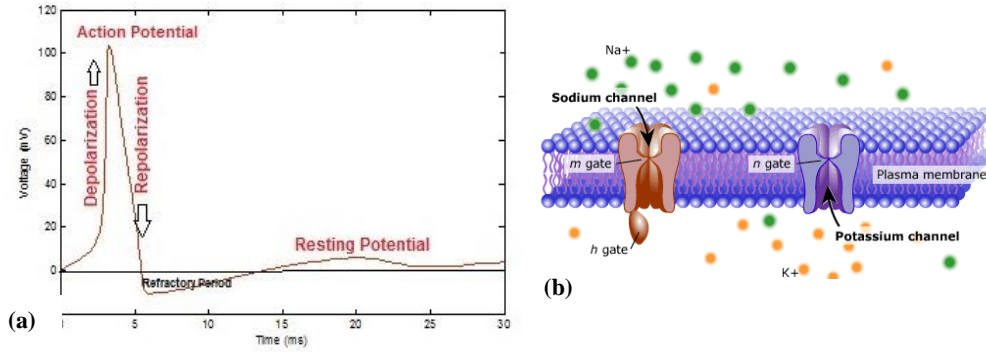 120
Action Potential
100
80
60
40
20
0
Voltage (nV)
Depolarization
Repolarization
Resting Potential
Refractory Period
5
10
15
20
25
30
Time (ms)
(a)
Na+
Sodium channel
m gate
n gate
Plasma membrane
h gate
Potassium channel
K+
(b)